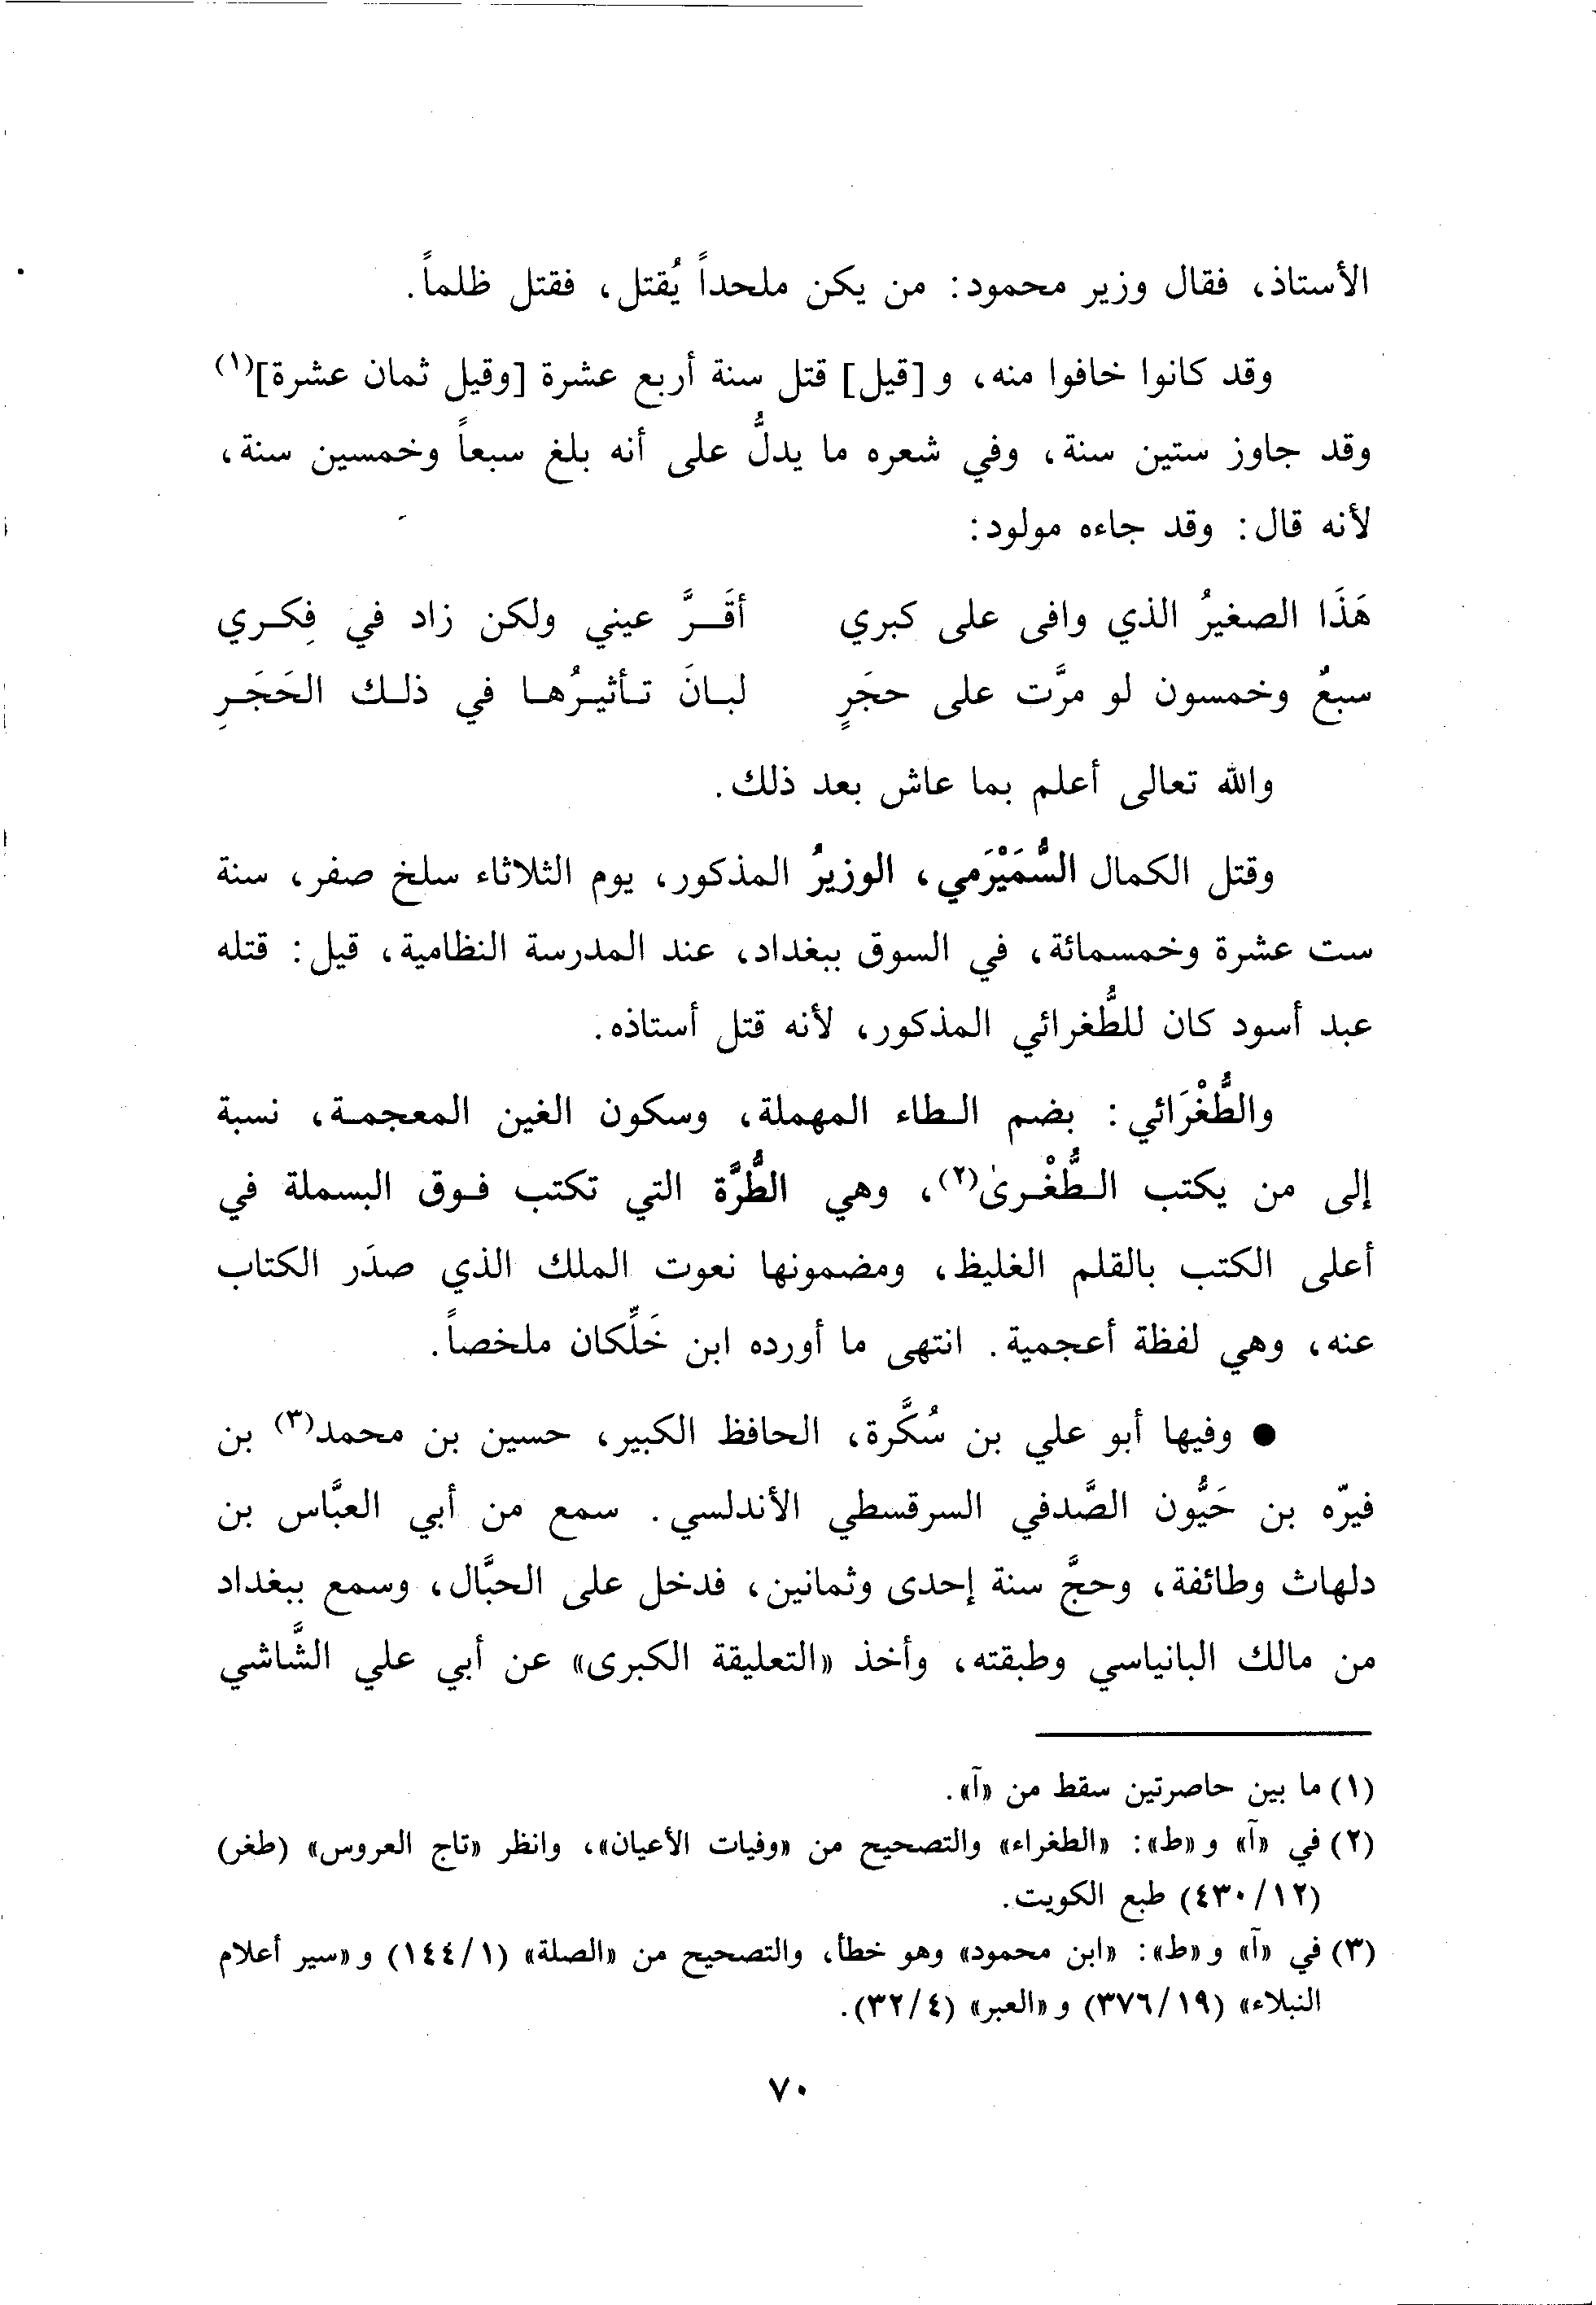 الأستاذ، فقال وزير محمود: من يكن ملحداً يُقتل، فقتل ظلماً.
وقد كانوا خافوا منه، و [قيل] قتل سنة أربع عشرة [وقيل ثمان عشرة](١)
وقد جاوز ستين سنة، وفي شعره ما يدلُّ على أنه بلغ سبعاً وخمسين سنة،
لأنه قال: وقد جاءه مولود:
هَذَا الصغيرُ الذي وافى على كبري أقَـــرَّ عيني ولكن زاد في فِكـري
سبعٌ وخمسون لو مرَّت على حجَرٍ لبـانَ تـأثيـرُهـا في ذلـك الحَجَـرِ
والله تعالى أعلم بما عاش بعد ذلك.
وقتل الكمال السُّمَيْرَمي، الوزيرُ المذكور، يوم الثلاثاء سلخ صفر، سنة
ست عشرة وخمسمائة، في السوق ببغداد، عند المدرسة النظامية، قيل: قتله
عبد أسود كان للطُّغرائي المذكور، لأنه قتل أستاذه.
والطُّغْرَائي: بضم الـطاء المهملة، وسكون الغين المعجمـة، نسبة
إلى من يكتب الـطُّغْـرىٰ(٢)، وهي الطُّرَّة التي تكتب فـوق البسملة في
أعلى الكتب بالقلم الغليظ، ومضمونها نعوت الملك الذي صدَر الكتاب
عنه، وهي لفظة أعجمية. انتهى ما أورده ابن خَلِّكان ملخصاً.
● وفيها أبو علي بن سُكَّرة، الحافظ الكبير، حسين بن محمد(٣) بن
فيرّه بن حَيُّون الصَّدفي السرقسطي الأندلسي. سمع من أبي العبَّاس بن
دلهاث وطائفة، وحجَّ سنة إحدى وثمانين، فدخل على الحبَّال، وسمع ببغداد
من مالك البانياسي وطبقته، وأخذ «التعليقة الكبرى» عن أبي علي الشَّاشي
(١) ما بين حاصرتين سقط من «آ».
(٢) في «آ» و «ط»: «الطغراء» والتصحيح من «وفيات الأعيان»، وانظر «تاج العروس» (طغر)
(١٢/ ٤٣٠) طبع الكويت.
(٣) في «آ» و «ط»: «ابن محمود» وهو خطأ، والتصحيح من «الصلة» (١/ ١٤٤) و «سير أعلام
النبلاء» (١٩/ ٣٧٦) و «العبر» (٤/ ٣٢).
٧٠